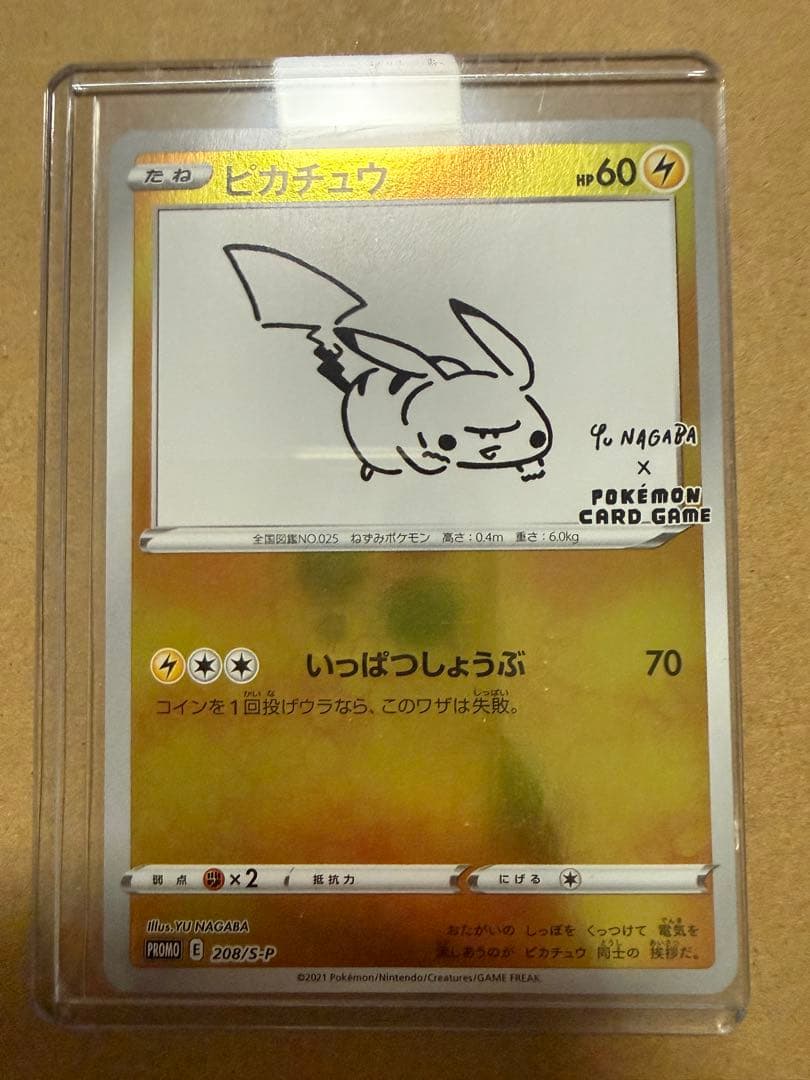 たね ピカチュウ HP60
YU NAGABA
×
POKÉMON
CARD GAME
全国図鑑NO.025 ねずみポケモン 高さ：0.4m 重さ：6.0kg
いっぱつしょうぶ 70
コインを1回投げウラなら、このワザは失敗。
弱点 ×2 抵抗力 にげる
Illus. YU NAGABA
PROMO E 208/S-P
おたがいの しっぽを くっつけて 電気を
流しあうのが ピカチュウ 同士の 挨拶だ。
©2021 Pokémon/Nintendo/Creatures/GAME FREAK.